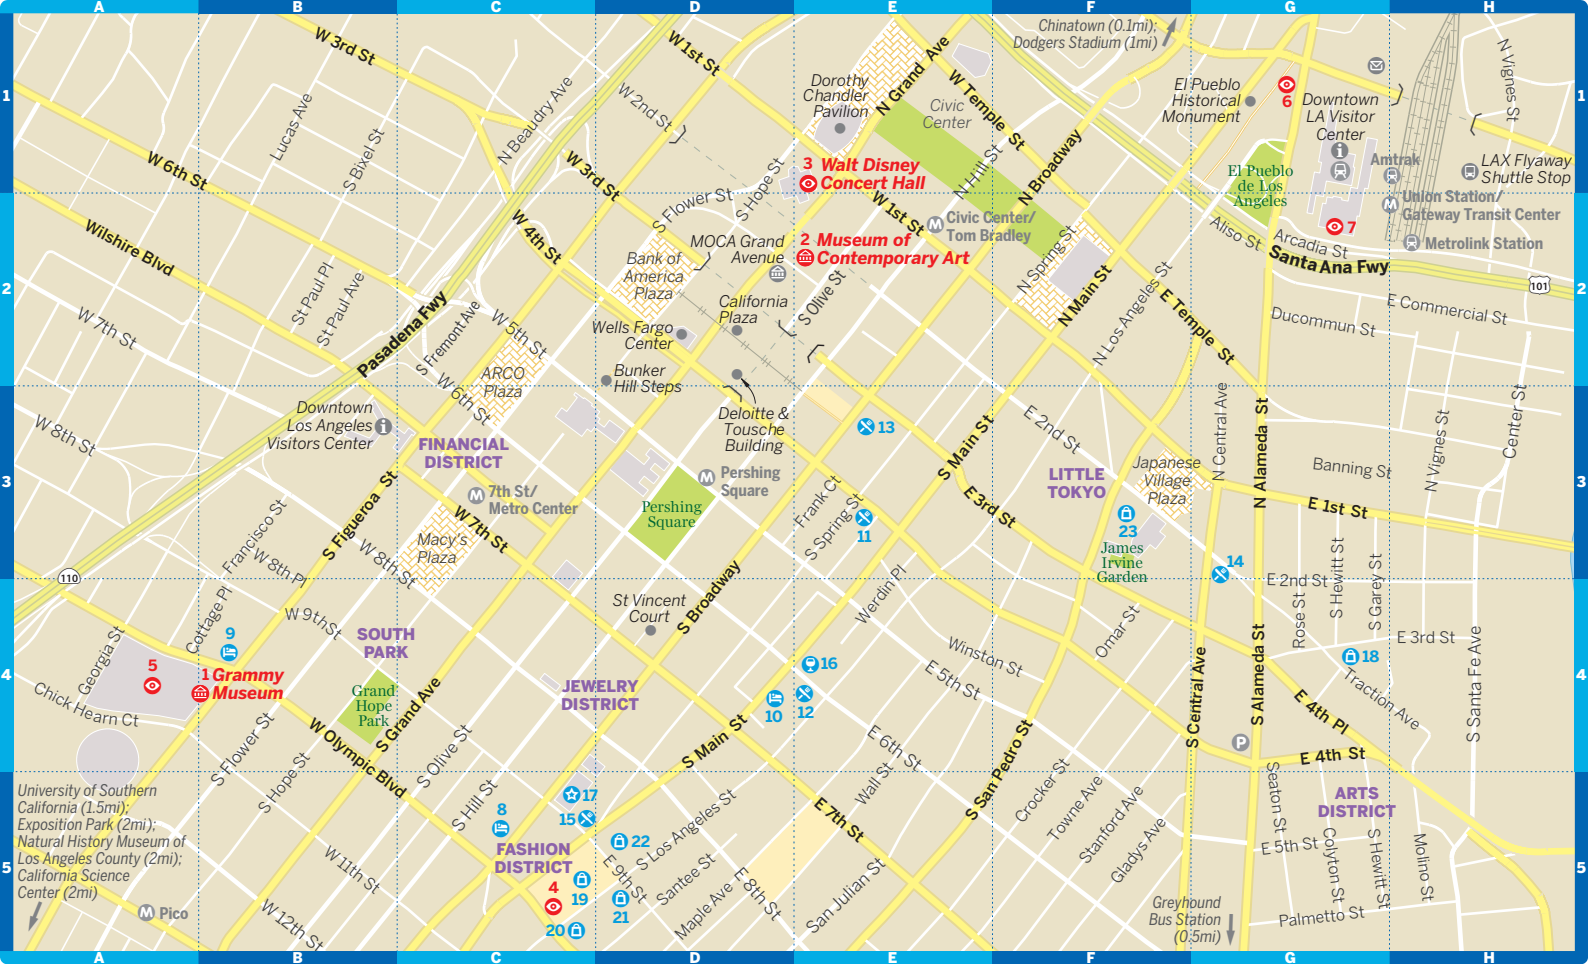 A B C D E F G H
1
2
3
4
5
W 3rd St
W 1st St
N Grand Ave
W Temple St
Chinatown (0.1mi);
Dodgers Stadium (1mi)
N Vignes St
Dorothy
Chandler
Pavilion
Civic
Center
El Pueblo
Historical
Monument
6
Downtown
LA Visitor
Center
Lucas Ave
S Bixel St
N Beaudry Ave
W 2nd St
W 6th St
W 3rd St
3 Walt Disney
Concert Hall
N Hill St
N Broadway
El Pueblo
de Los
Angeles
Amtrak
LAX Flyaway
Shuttle Stop
Union Station/
Gateway Transit Center
Metrolink Station
7
S Flower St
S Hope St
W 1st St
Civic Center/
Tom Bradley
Aliso St
Arcadia St
Santa Ana Fwy
101
Wilshire Blvd
W 4th St
MOCA Grand
Avenue
2 Museum of
Contemporary Art
Bank of
America
Plaza
N Spring St
N Main St
N Los Angeles St
E Temple St
E Commercial St
Ducommun St
St Paul Pl
St Paul Ave
Pasadena Fwy
S Fremont Ave
W 5th St
W 7th St
California
Plaza
S Olive St
Wells Fargo
Center
ARCO
Plaza
Bunker
Hill Steps
W 6th St
Deloitte &
Tousche
Building
Downtown
Los Angeles
Visitors Center
W 8th St
FINANCIAL
DISTRICT
13
S Main St
E 2nd St
N Central Ave
N Alameda St
Center St
N Vignes St
Banning St
LITTLE
TOKYO
Japanese
Village
Plaza
Pershing
Square
Pershing
Square
7th St/
Metro Center
S Figueroa St
W 7th St
Macy's
Plaza
Frank Ct
S Spring St
11
E 3rd St
E 1st St
23
James
Irvine
Garden
14
Francisco St
W 8th Pl
W 8th St
110
E 2nd St
S Hewitt St
S Garey St
Rose St
E 3rd St
Cottage Pl
W 9th St
St Vincent
Court
S Broadway
Werdin Pl
Omar St
Winston St
E 5th St
9
SOUTH
PARK
Georgia St
5
1 Grammy
Museum
Chick Hearn Ct
Grand
Hope
Park
S Grand Ave
JEWELRY
DISTRICT
16
10
12
18
Traction Ave
S Santa Fe Ave
S Central Ave
S Alameda St
E 4th Pl
E 4th St
P
W Olympic Blvd
S Flower St
S Hope St
S Olive St
S Hill St
S Main St
E 6th St
Wall St
S San Pedro St
Crocker St
Towne Ave
Stanford Ave
Gladys Ave
University of Southern
California (1.5mi);
Exposition Park (2mi);
Natural History Museum of
Los Angeles County (2mi);
California Science
Center (2mi)
17
8
15
FASHION
DISTRICT
22
S Los Angeles St
E 7th St
ARTS
DISTRICT
Seaton St
E 5th St
Colyton St
S Hewitt St
Molino St
4
19
E 9th St
Santee St
Maple Ave
E 8th St
San Julian St
21
20
W 11th St
W 12th St
Pico
Greyhound
Bus Station
(0.5mi)
Palmetto St
A B C D E F G H
1
2
3
4
5